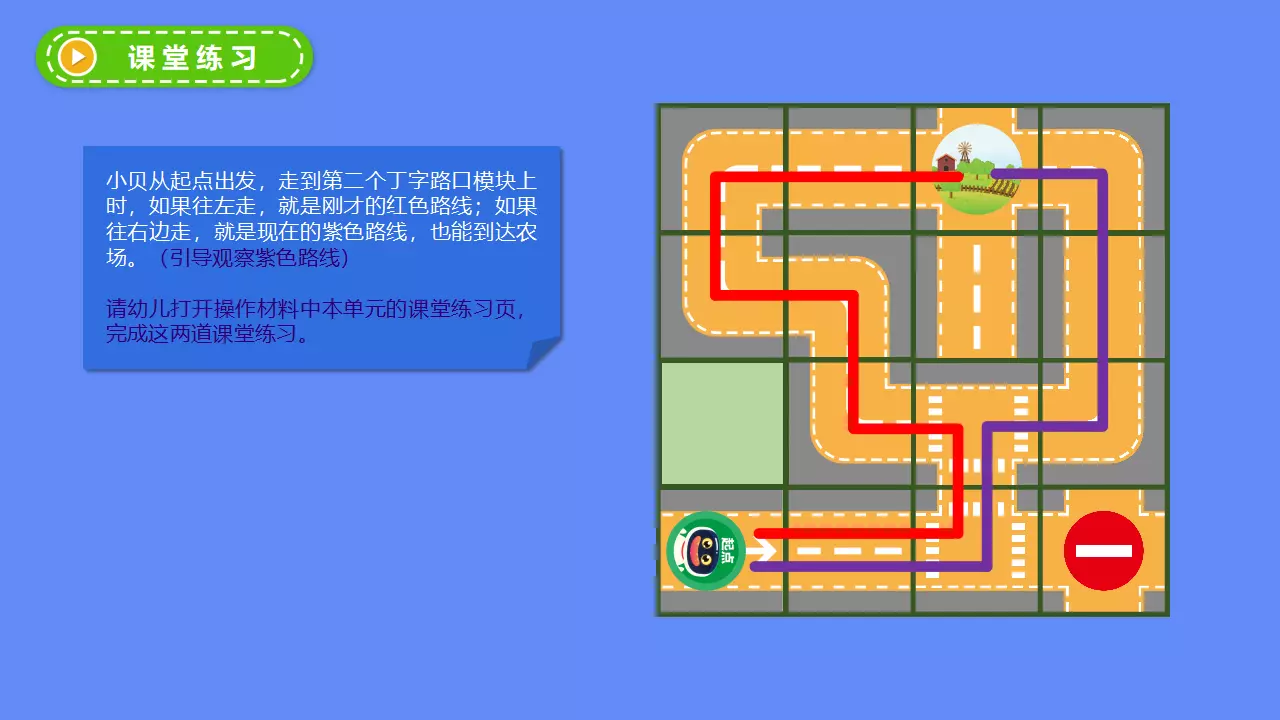 课堂练习
小贝从起点出发，走到第二个丁字路口模块上
时，如果往左走，就是刚才的红色路线；如果
往右边走，就是现在的紫色路线，也能到达农
场。（引导观察紫色路线）
请幼儿打开操作材料中本单元的课堂练习页，
完成这两道课堂练习。
起点